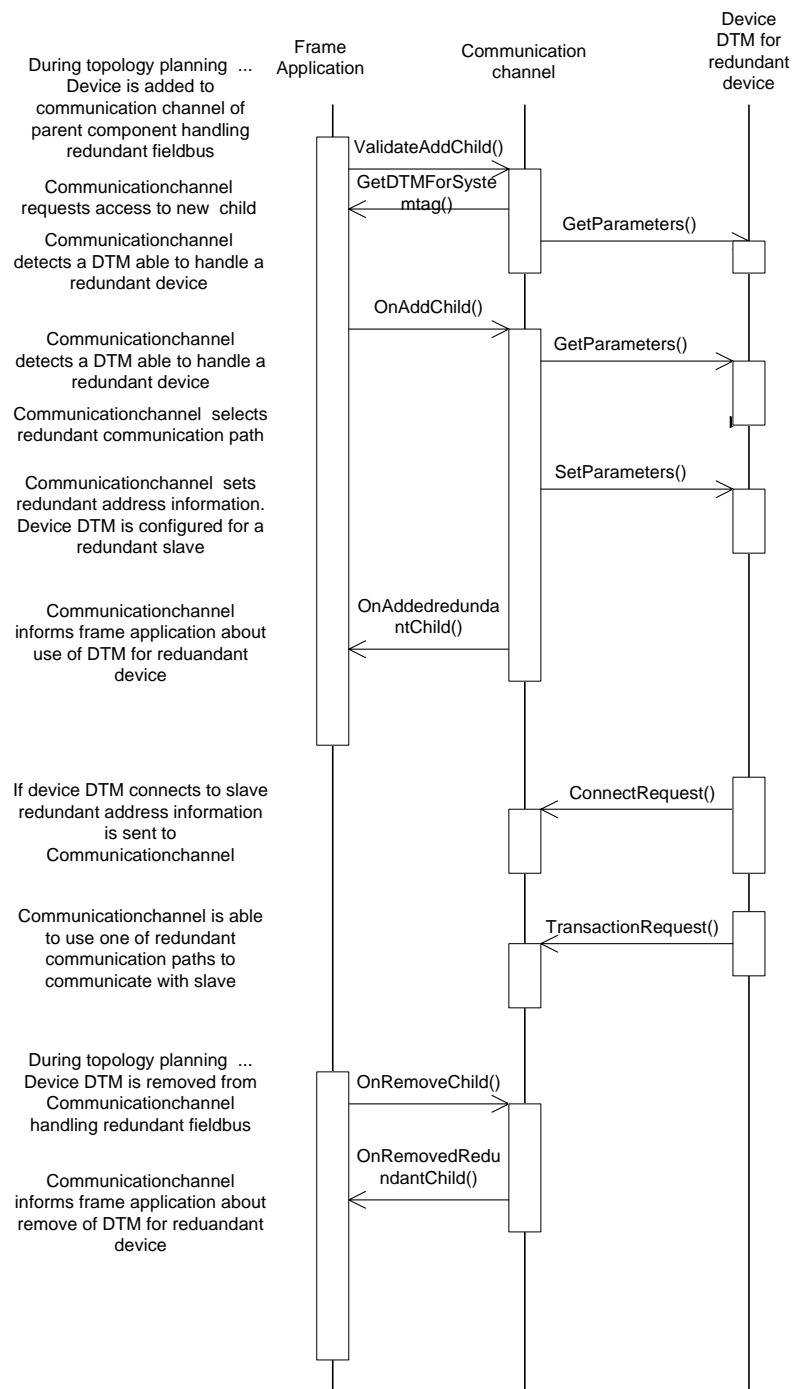 Frame
Application
Communication
channel
Device
DTM for
redundant
device
During topology planning ...
Device is added to
communication channel of
parent component handling
redundant fieldbus
ValidateAddChild()
Communicationchannel
requests access to new child
GetDTMForSyste
mtag()
GetParameters()
Communicationchannel
detects a DTM able to handle a
redundant device
OnAddChild()
Communicationchannel
detects a DTM able to handle a
redundant device
GetParameters()
Communicationchannel selects
redundant communication path
Communicationchannel sets
redundant address information.
Device DTM is configured for a
redundant slave
SetParameters()
Communicationchannel
informs frame application about
use of DTM for reduandant
device
OnAddedredunda
ntChild()
If device DTM connects to slave
redundant address information
is sent to
Communicationchannel
ConnectRequest()
Communicationchannel is able
to use one of redundant
communication paths to
communicate with slave
TransactionRequest()
During topology planning ...
Device DTM is removed from
Communicationchannel
handling redundant fieldbus
OnRemoveChild()
Communicationchannel
informs frame application about
remove of DTM for reduandant
device
OnRemovedRedu
ndantChild()